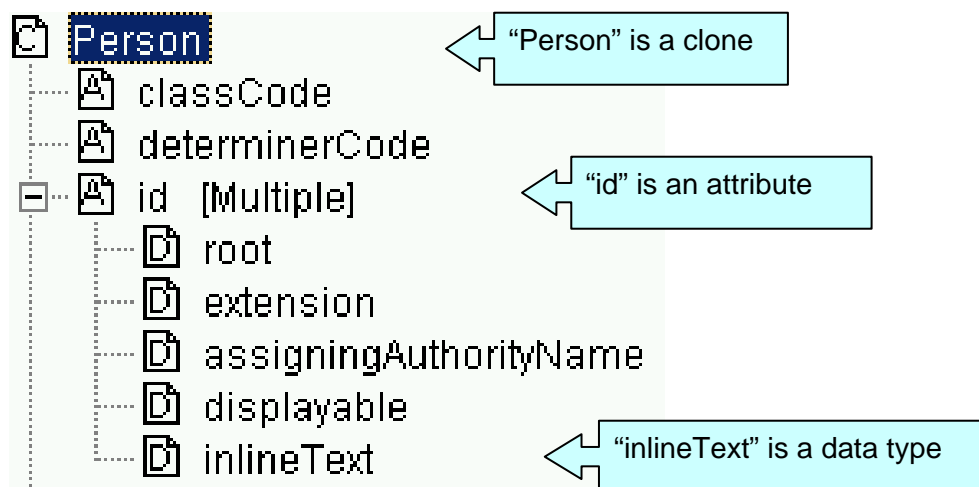 C Person
“Person” is a clone
A classCode
A determinerCode
A id [Multiple]
“id” is an attribute
D root
D extension
D assigningAuthorityName
D displayable
D inlineText
“inlineText” is a data type